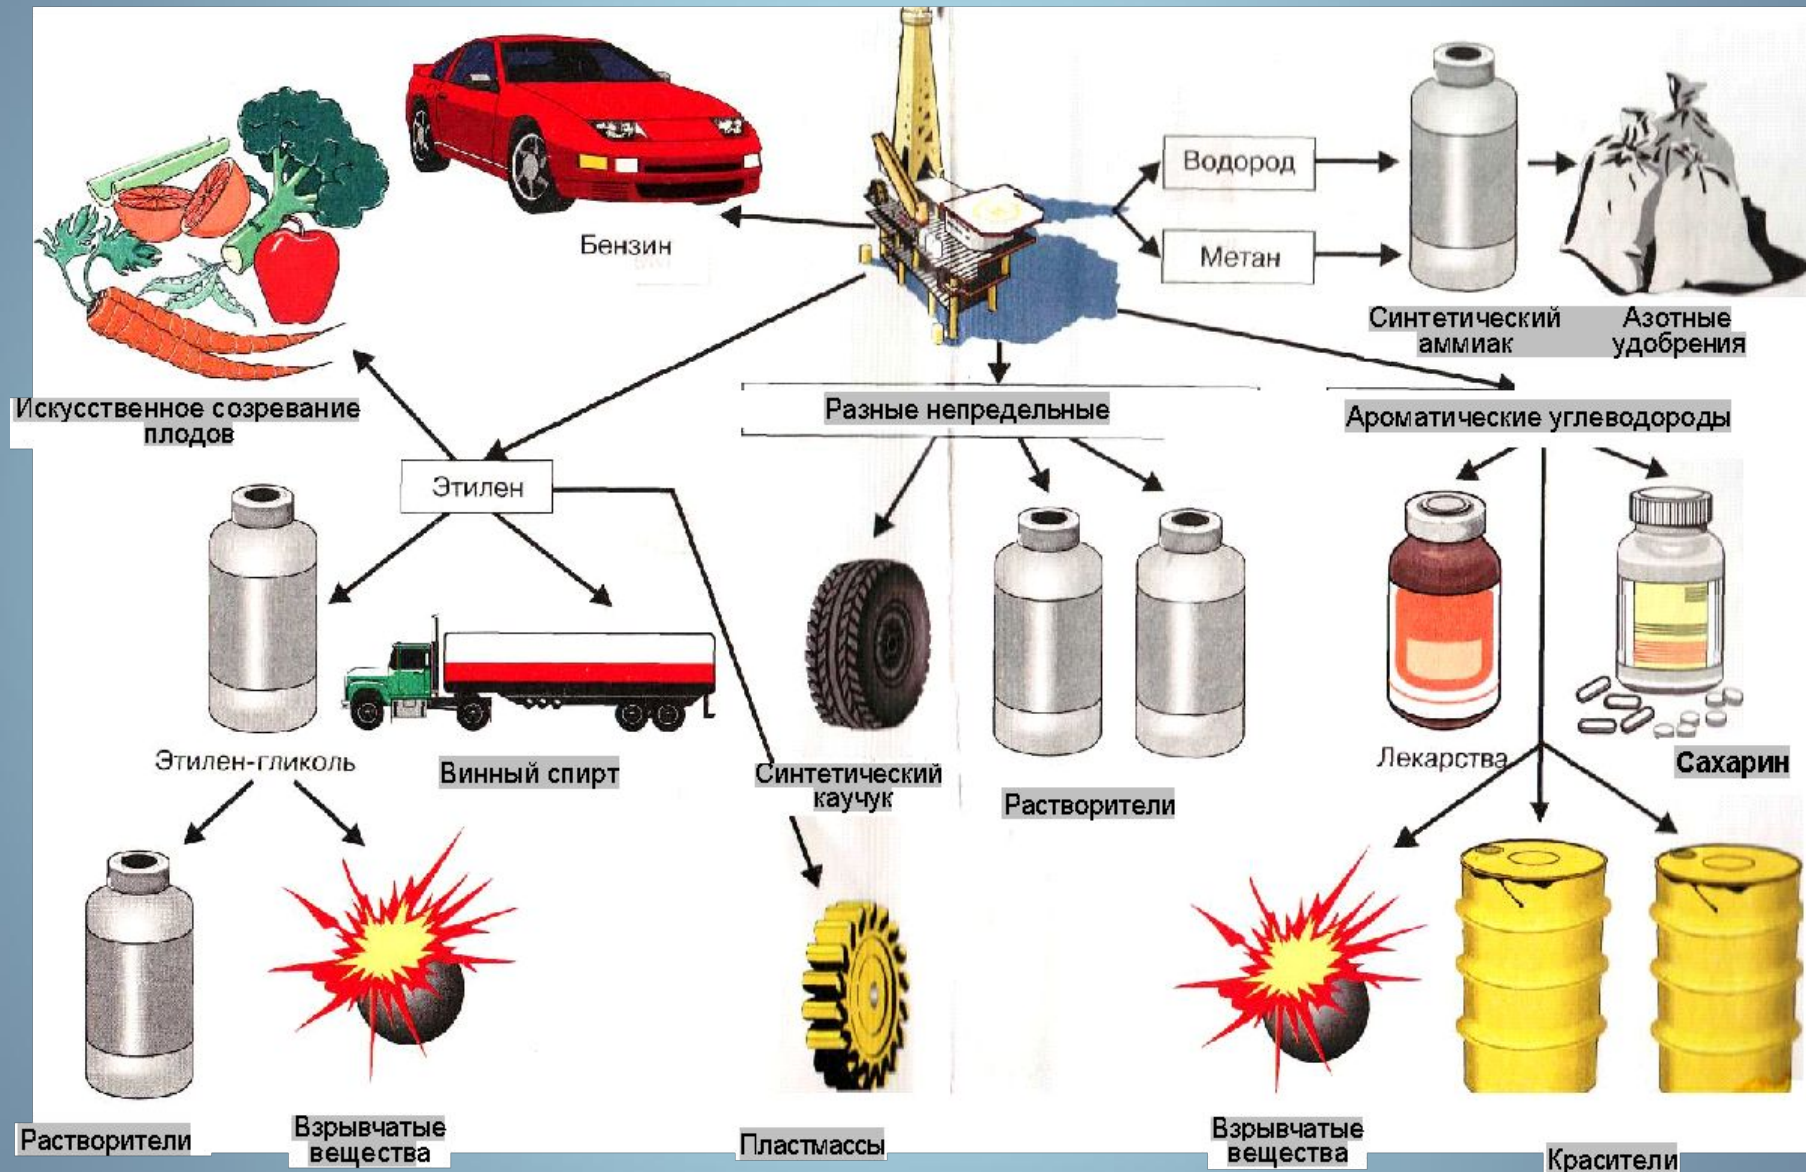 Бензин
Водород
Метан
Синтетический
аммиак
Азотные
удобрения
Искусственное созревание
плодов
Разные непредельные
Ароматические углеводороды
Этилен
Этилен-гликоль
Винный спирт
Синтетический
каучук
Растворители
Лекарства
Сахарин
Растворители
Взрывчатые
вещества
Пластмассы
Взрывчатые
вещества
Красители